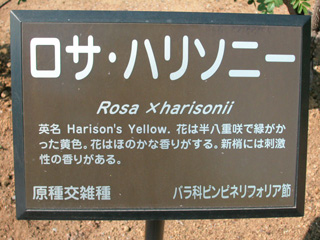 ロサ・ハリソニー
Rosa ×harisonii
英名 Harison's Yellow. 花は半八重咲で緑がか
った黄色。花はほのかな香りがする。新梢には刺激
性の香りがある。
原種交雑種
バラ科ピンピネリフォリア節